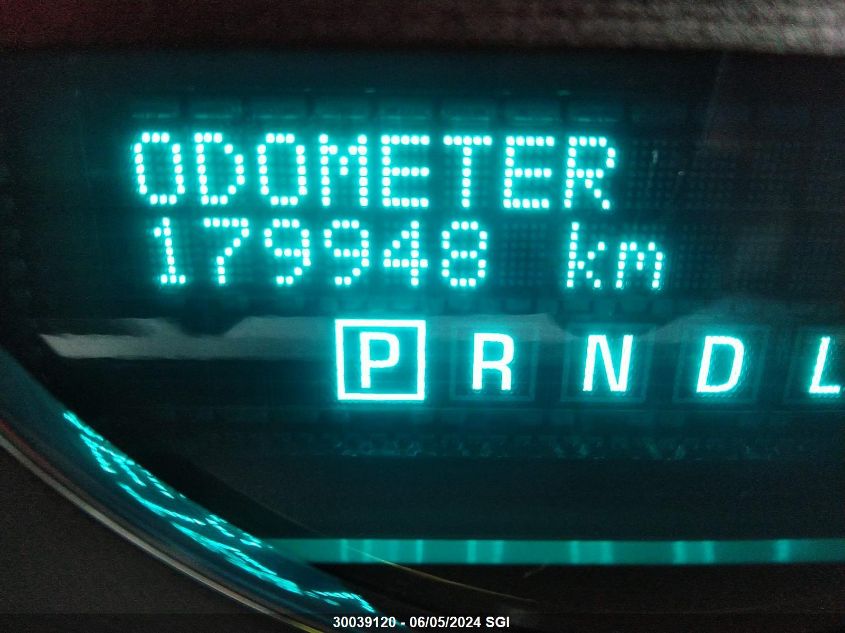 ODOMETER
179948 km
P R N D L
30039120 - 06/05/2024 SGI